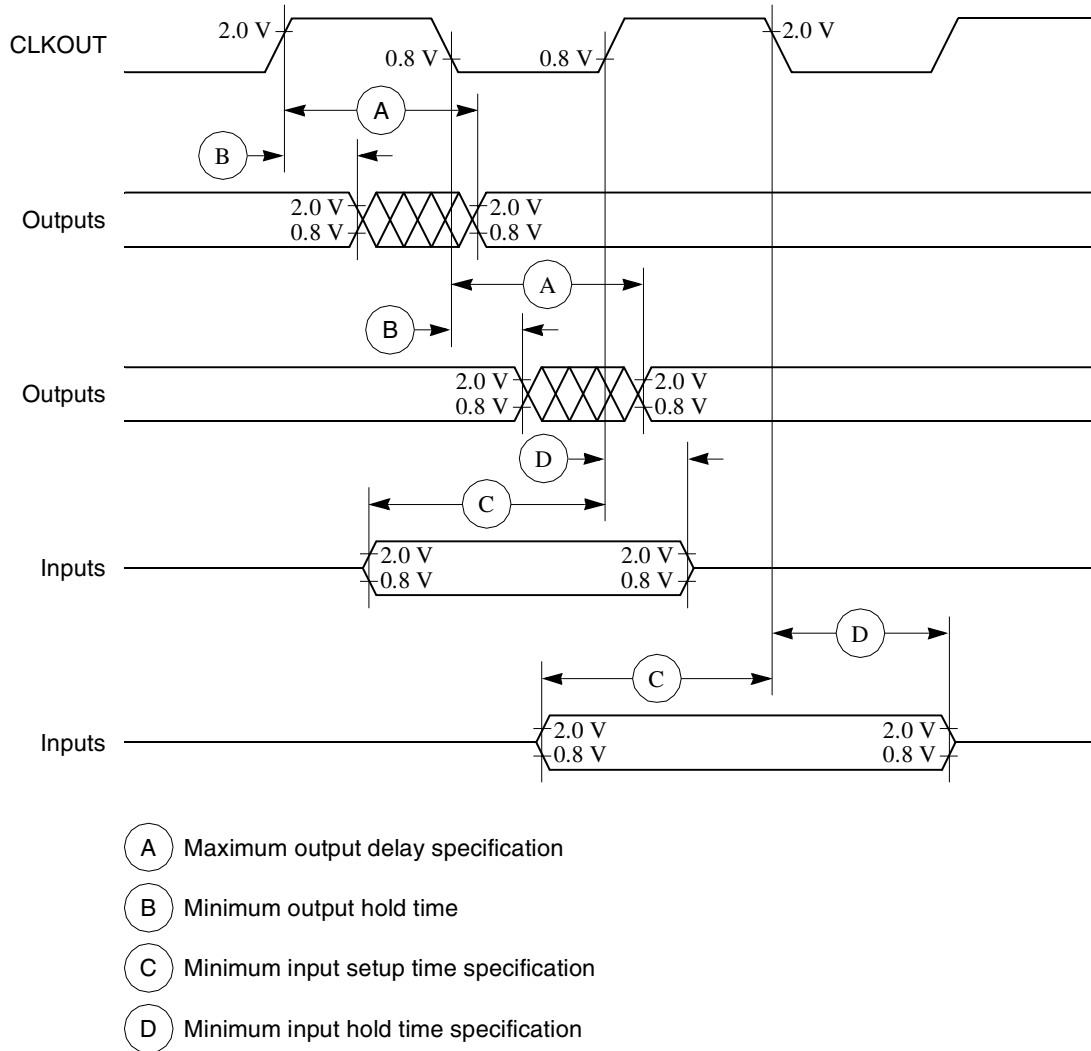 CLKOUT
2.0 V
0.8 V
0.8 V
2.0 V
A
B
Outputs
2.0 V
0.8 V
2.0 V
0.8 V
A
B
Outputs
2.0 V
0.8 V
2.0 V
0.8 V
D
C
Inputs
2.0 V
0.8 V
2.0 V
0.8 V
D
C
Inputs
2.0 V
0.8 V
2.0 V
0.8 V
A Maximum output delay specification
B Minimum output hold time
C Minimum input setup time specification
D Minimum input hold time specification